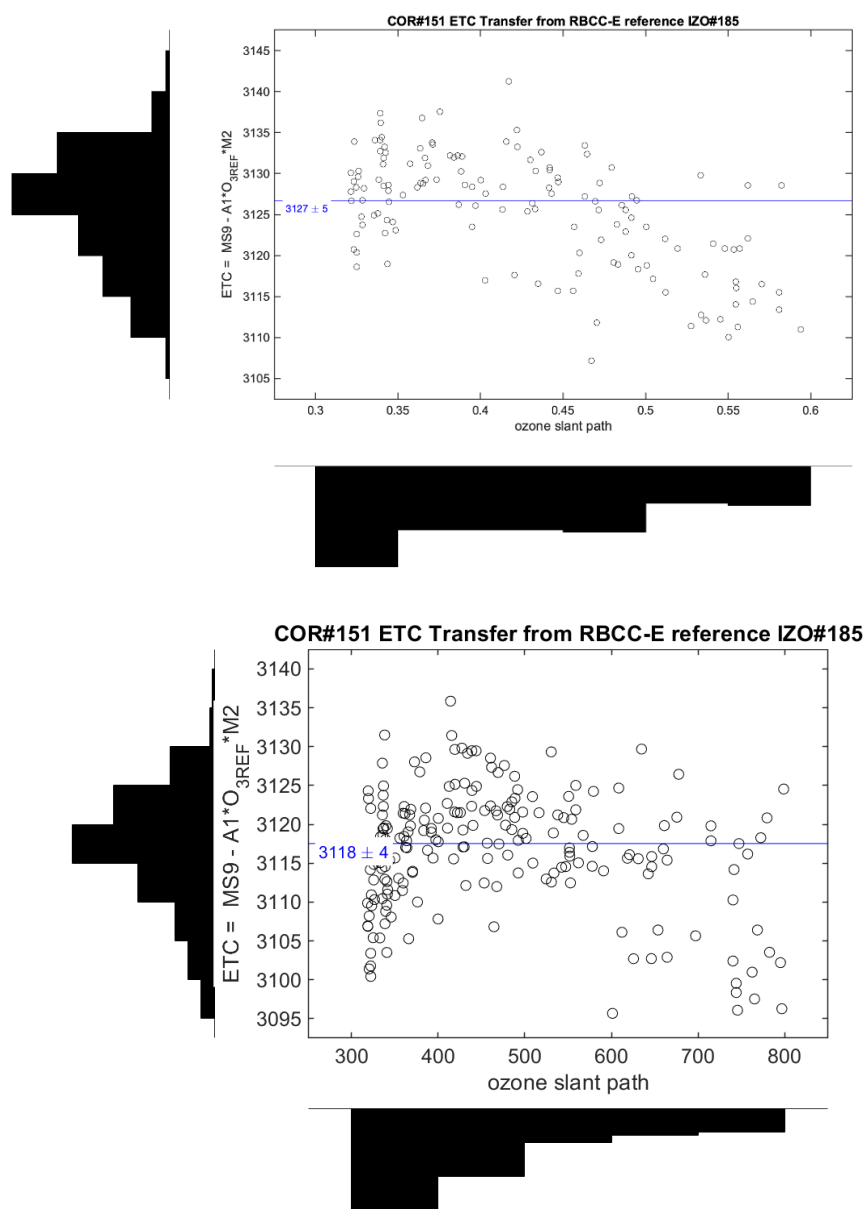 COR#151 ETC Transfer from RBCC-E reference IZO#185
ETC =  MS9 - A1*O3REF*M2
3145
3140
3135
3130
3125
3120
3115
3110
3105
3127 ± 5
0.3 0.35 0.4 0.45 0.5 0.55 0.6
ozone slant path
COR#151 ETC Transfer from RBCC-E reference IZO#185
ETC =  MS9 - A1*O3REF*M2
3140
3135
3130
3125
3120
3115
3110
3105
3100
3095
3118 ± 4
300 400 500 600 700 800
ozone slant path